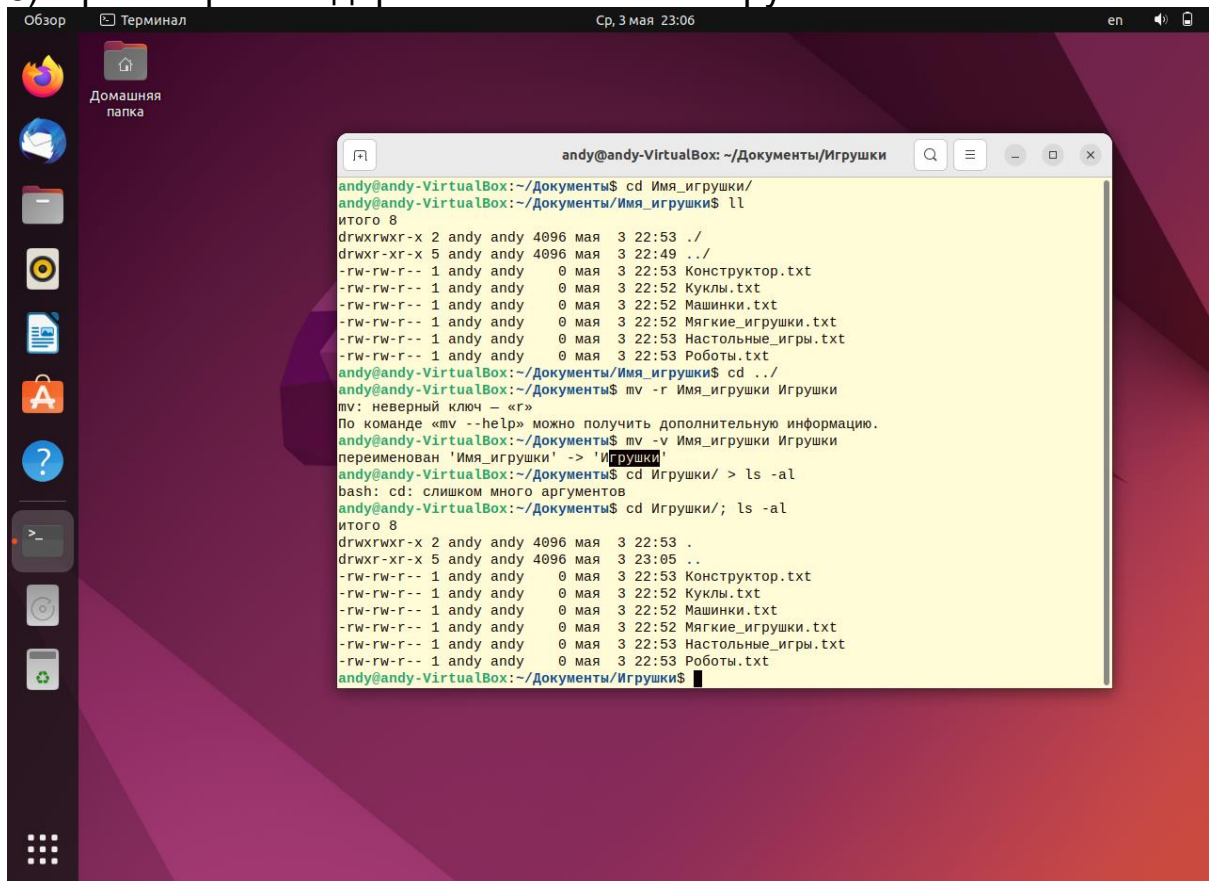 Обзор
Терминал
Ср, 3 мая 23:06
en
Домашняя
папка
andy@andy-VirtualBox: ~/Документы/Игрушки
andy@andy-VirtualBox:~/Документы$ cd Имя_игрушки/
andy@andy-VirtualBox:~/Документы/Имя_игрушки$ ll
итого 8
drwxrwxr-x 2 andy andy 4096 мая  3 22:53 ./
drwxr-xr-x 5 andy andy 4096 мая  3 22:49 ../
-rw-rw-r-- 1 andy andy    0 мая  3 22:53 Конструктор.txt
-rw-rw-r-- 1 andy andy    0 мая  3 22:52 Куклы.txt
-rw-rw-r-- 1 andy andy    0 мая  3 22:52 Машинки.txt
-rw-rw-r-- 1 andy andy    0 мая  3 22:52 Мягкие_игрушки.txt
-rw-rw-r-- 1 andy andy    0 мая  3 22:53 Настольные_игры.txt
-rw-rw-r-- 1 andy andy    0 мая  3 22:53 Роботы.txt
andy@andy-VirtualBox:~/Документы/Имя_игрушки$ cd ../
andy@andy-VirtualBox:~/Документы$ mv -r Имя_игрушки Игрушки
mv: неверный ключ — «r»
По команде «mv --help» можно получить дополнительную информацию.
andy@andy-VirtualBox:~/Документы$ mv -v Имя_игрушки Игрушки
переименован 'Имя_игрушки' -> 'Игрушки'
andy@andy-VirtualBox:~/Документы$ cd Игрушки/ > ls -al
bash: cd: слишком много аргументов
andy@andy-VirtualBox:~/Документы$ cd Игрушки/; ls -al
итого 8
drwxrwxr-x 2 andy andy 4096 мая  3 22:53 .
drwxr-xr-x 5 andy andy 4096 мая  3 23:05 ..
-rw-rw-r-- 1 andy andy    0 мая  3 22:53 Конструктор.txt
-rw-rw-r-- 1 andy andy    0 мая  3 22:52 Куклы.txt
-rw-rw-r-- 1 andy andy    0 мая  3 22:52 Машинки.txt
-rw-rw-r-- 1 andy andy    0 мая  3 22:52 Мягкие_игрушки.txt
-rw-rw-r-- 1 andy andy    0 мая  3 22:53 Настольные_игры.txt
-rw-rw-r-- 1 andy andy    0 мая  3 22:53 Роботы.txt
andy@andy-VirtualBox:~/Документы/Игрушки$